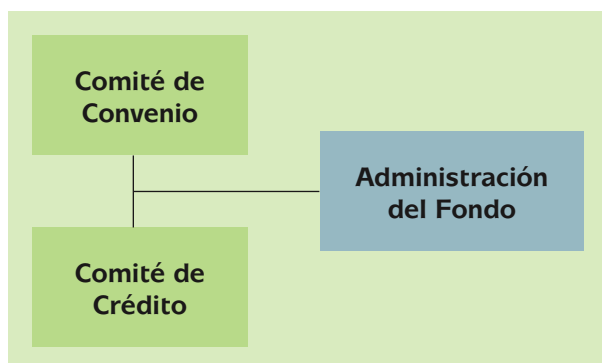 Comité de
Convenio
Administración
del Fondo
Comité de
Crédito